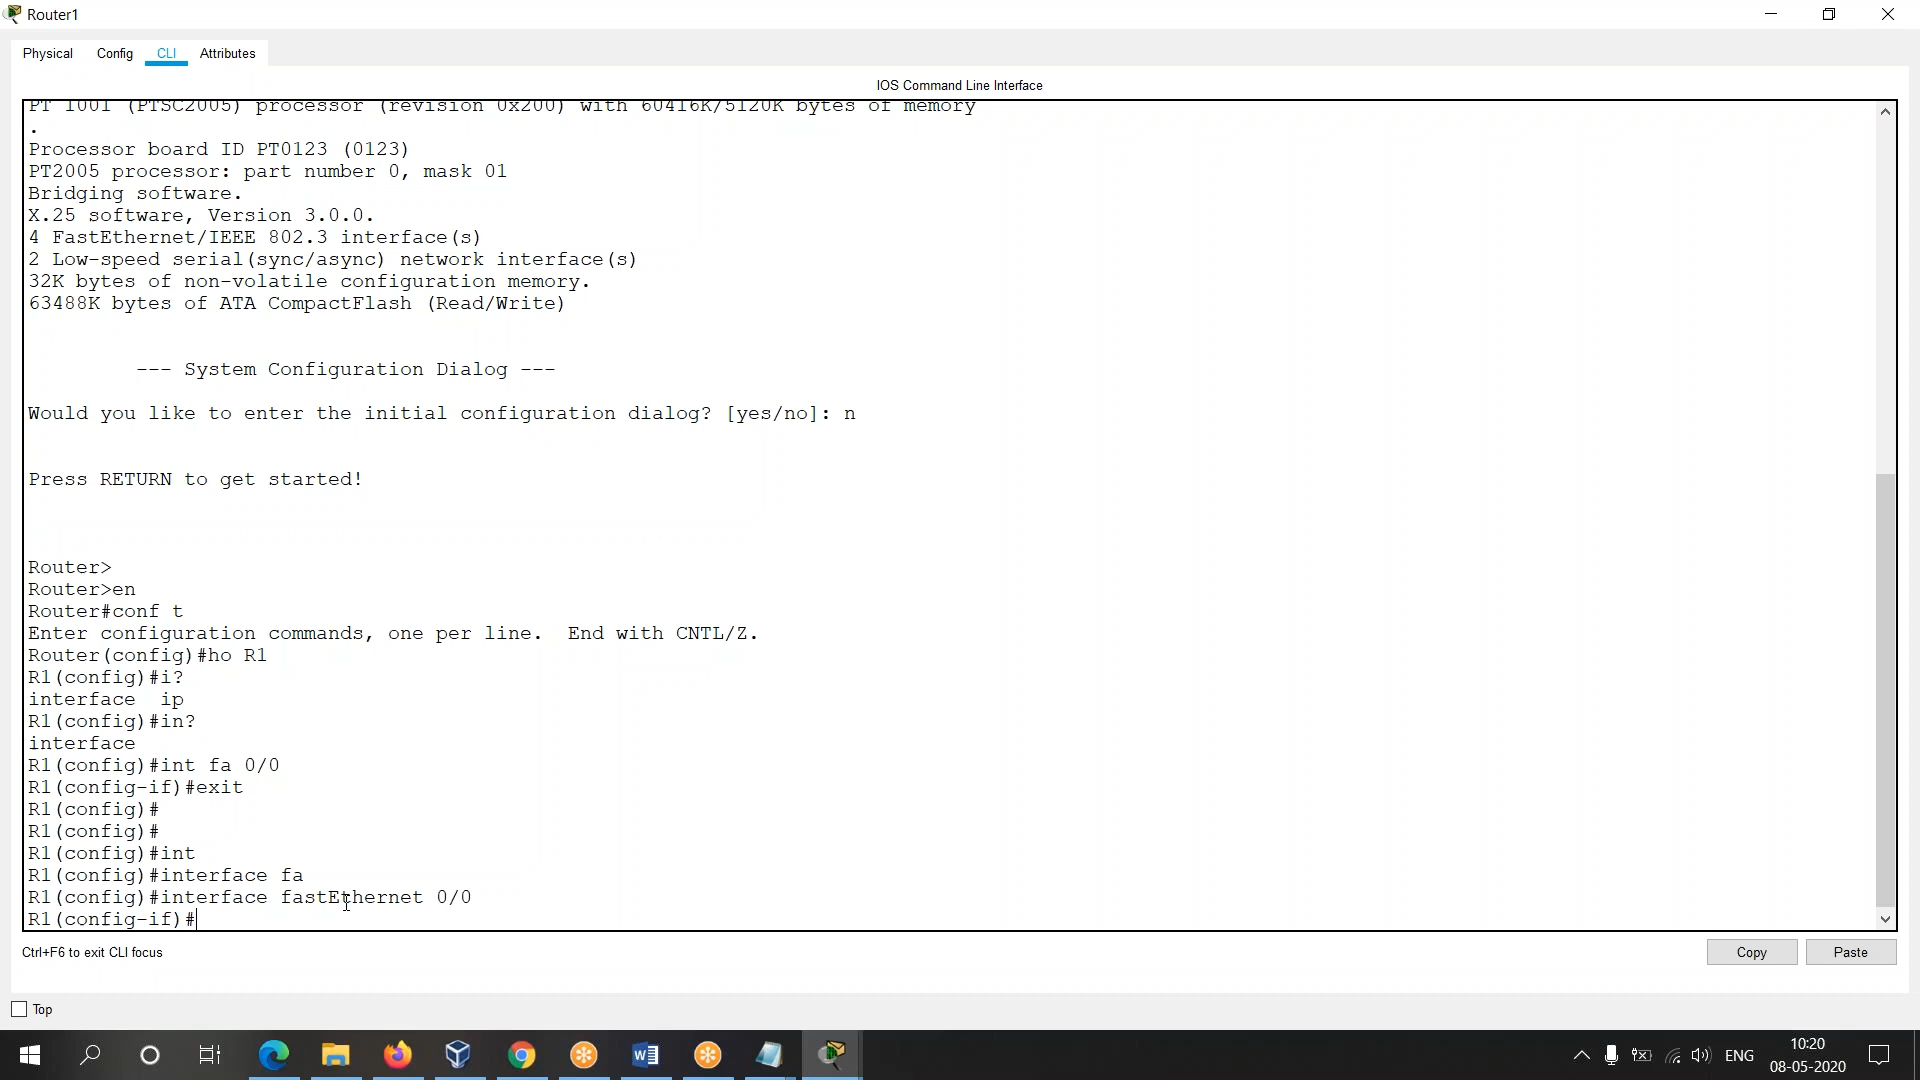 Router1
Physical Config CLI Attributes
IOS Command Line Interface
PT 1001 (PTSC2005) processor (revision 0x200) with 60416K/5120K bytes of memory
.
Processor board ID PT0123 (0123)
PT2005 processor: part number 0, mask 01
Bridging software.
X.25 software, Version 3.0.0.
4 FastEthernet/IEEE 802.3 interface(s)
2 Low-speed serial(sync/async) network interface(s)
32K bytes of non-volatile configuration memory.
63488K bytes of ATA CompactFlash (Read/Write)
--- System Configuration Dialog ---
Would you like to enter the initial configuration dialog? [yes/no]: n
Press RETURN to get started!
Router>
Router>en
Router#conf t
Enter configuration commands, one per line.  End with CNTL/Z.
Router(config)#ho R1
R1(config)#i?
interface  ip
R1(config)#in?
interface
R1(config)#int fa 0/0
R1(config-if)#exit
R1(config)#
R1(config)#
R1(config)#int
R1(config)#interface fa
R1(config)#interface fastEthernet 0/0
R1(config-if)#
Ctrl+F6 to exit CLI focus
Copy Paste
Top
ENG
10:20
08-05-2020